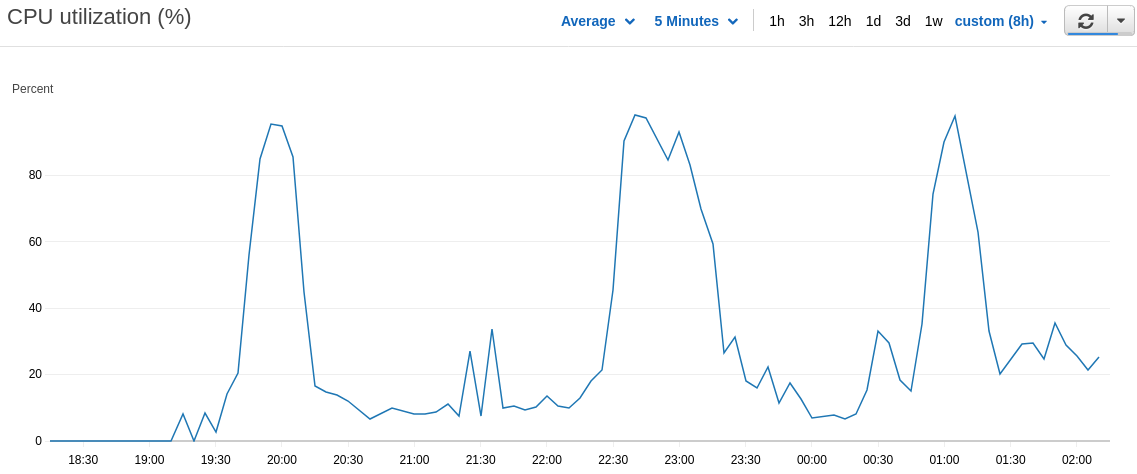 CPU utilization (%)
Average 5 Minutes 1h 3h 12h 1d 3d 1w custom (8h)
Percent
80
60
40
20
0
18:30 19:00 19:30 20:00 20:30 21:00 21:30 22:00 22:30 23:00 23:30 00:00 00:30 01:00 01:30 02:00